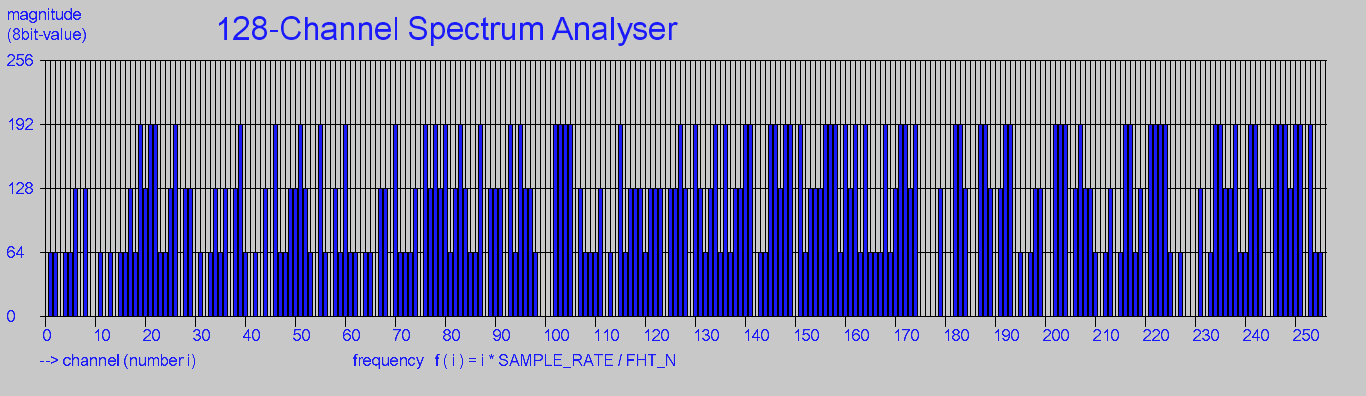 magnitude
(8bit-value)
128-Channel Spectrum Analyser
256
192
128
64
0
0 10 20 30 40 50 60 70 80 90 100 110 120 130 140 150 160 170 180 190 200 210 220 230 240 250
--> channel (number i)
frequency f ( i ) = i * SAMPLE_RATE / FHT_N